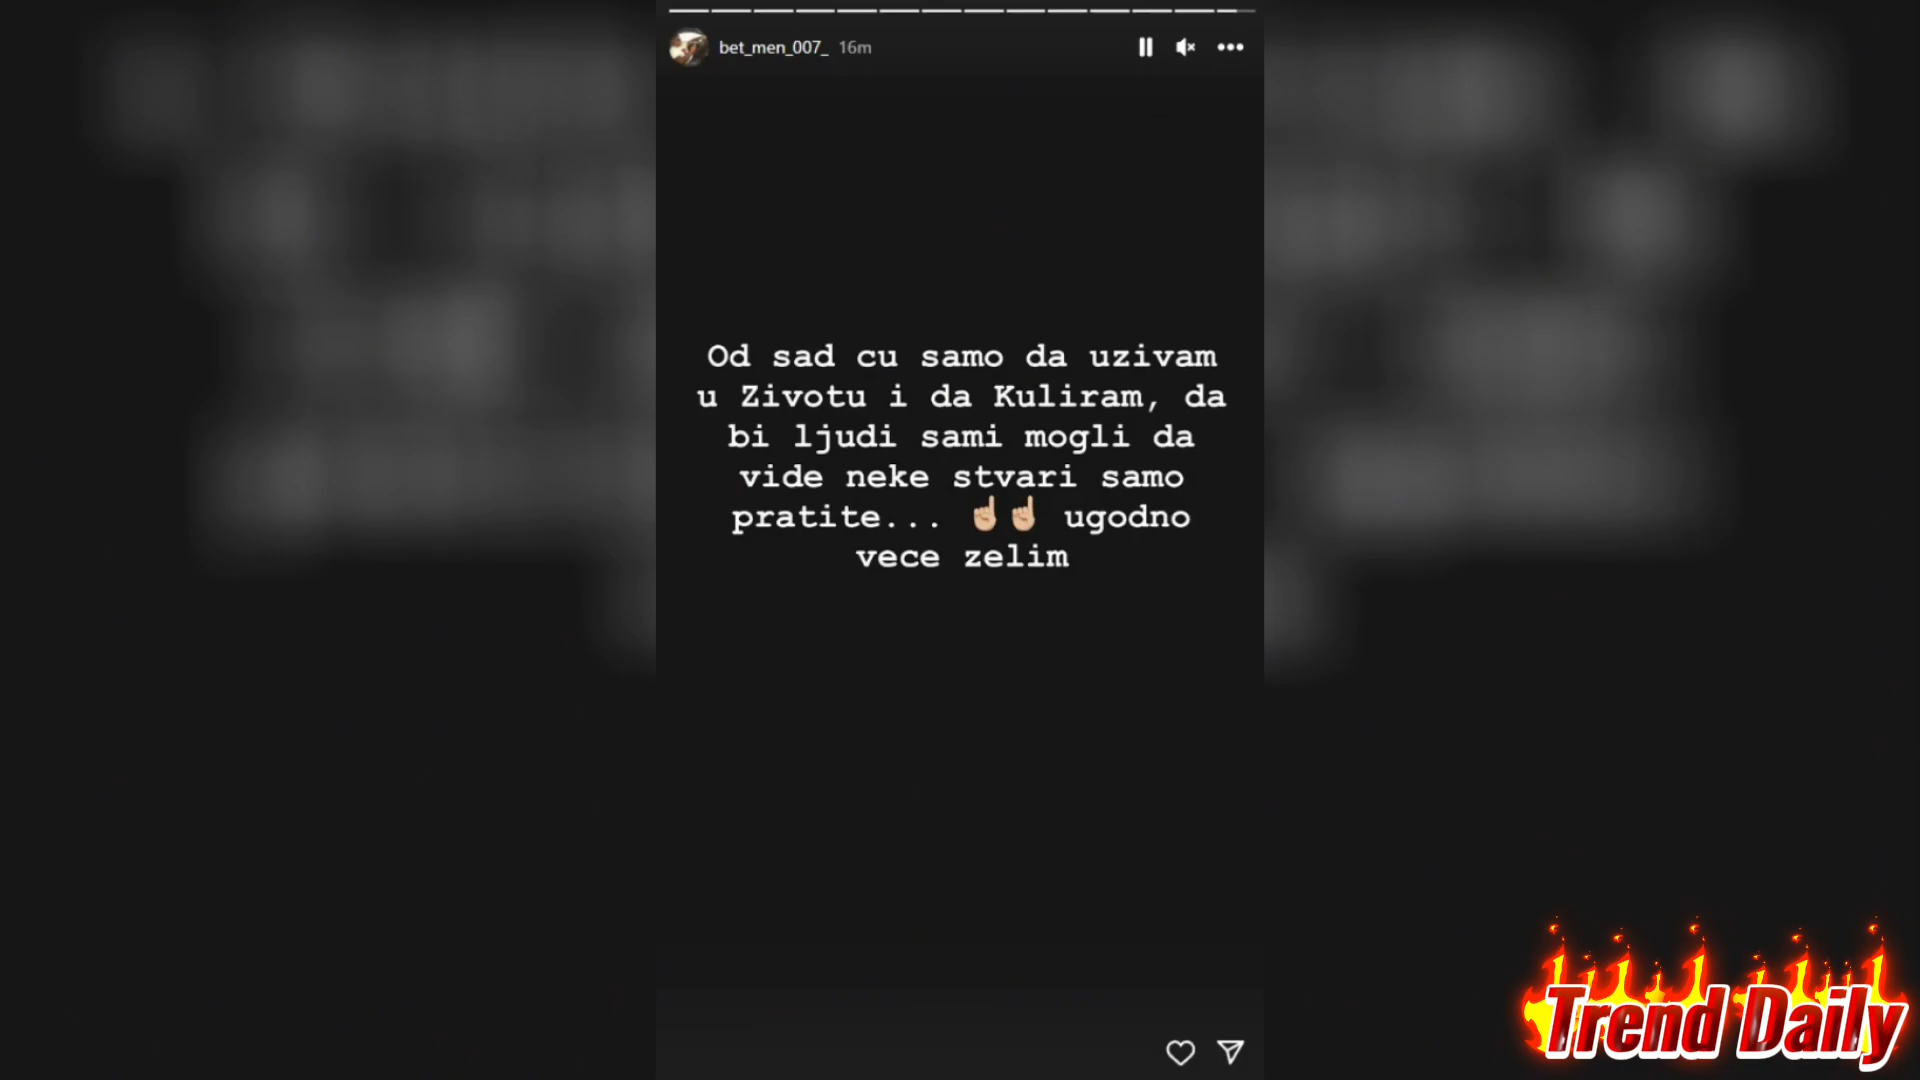 bet_men_007_ 16m
Od sad cu samo da uzivam
u Zivotu i da Kuliram, da
bi ljudi sami mogli da
vide neke stvari samo
pratite... ☝🏼☝🏼 ugodno
vece zelim
Trend Daily